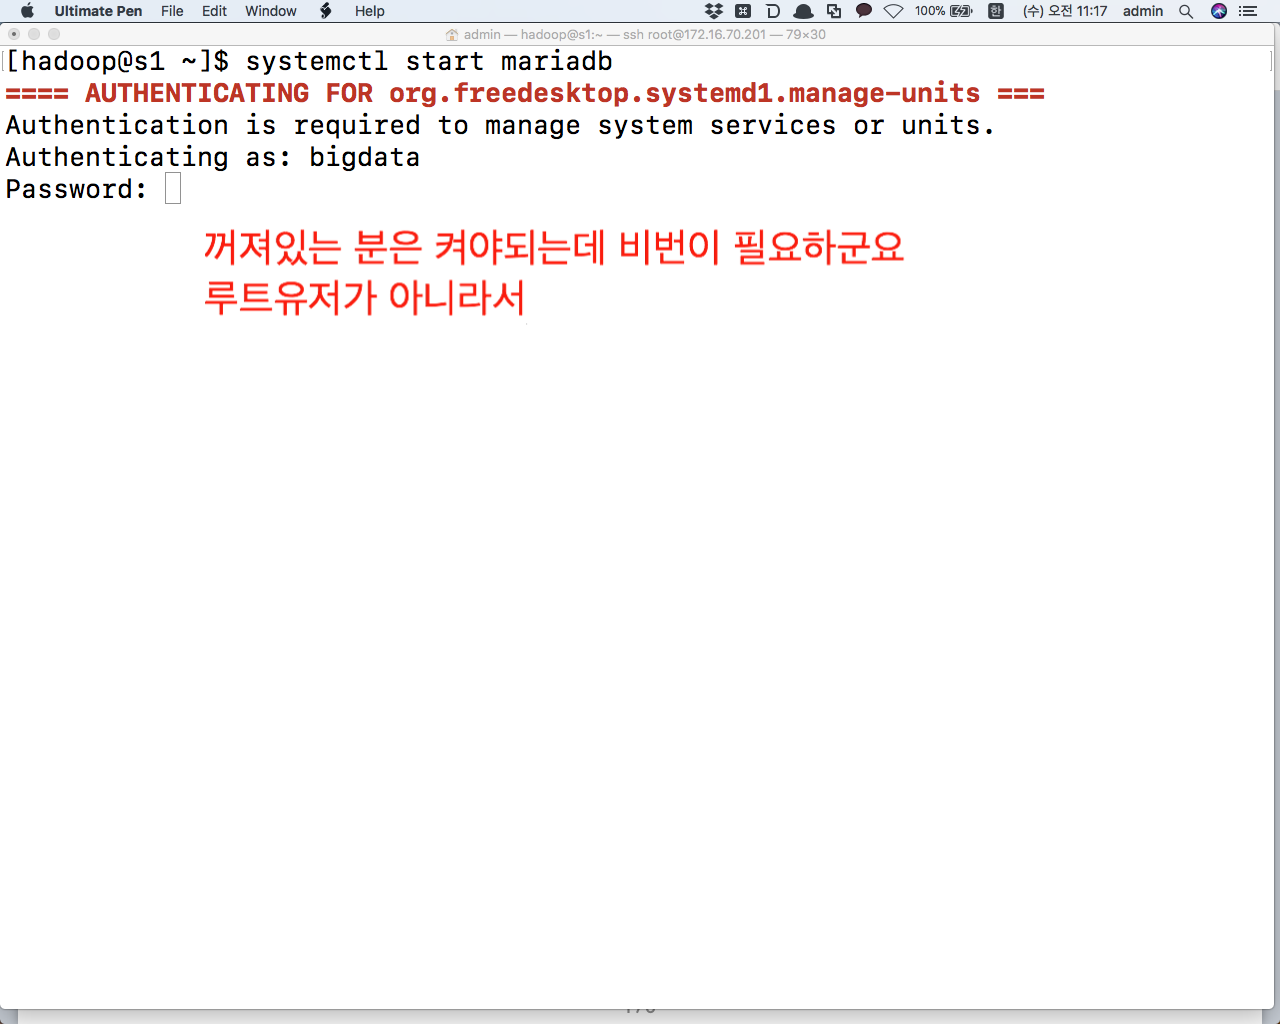 Ultimate Pen File Edit Window Help 100% 한 (수) 오전 11:17 admin
admin — hadoop@s1:~ — ssh root@172.16.70.201 — 79×30
[hadoop@s1 ~]$ systemctl start mariadb
==== AUTHENTICATING FOR org.freedesktop.systemd1.manage-units ===
Authentication is required to manage system services or units.
Authenticating as: bigdata
Password:
꺼져있는 분은 켜야되는데 비번이 필요하군요
루트유저가 아니라서